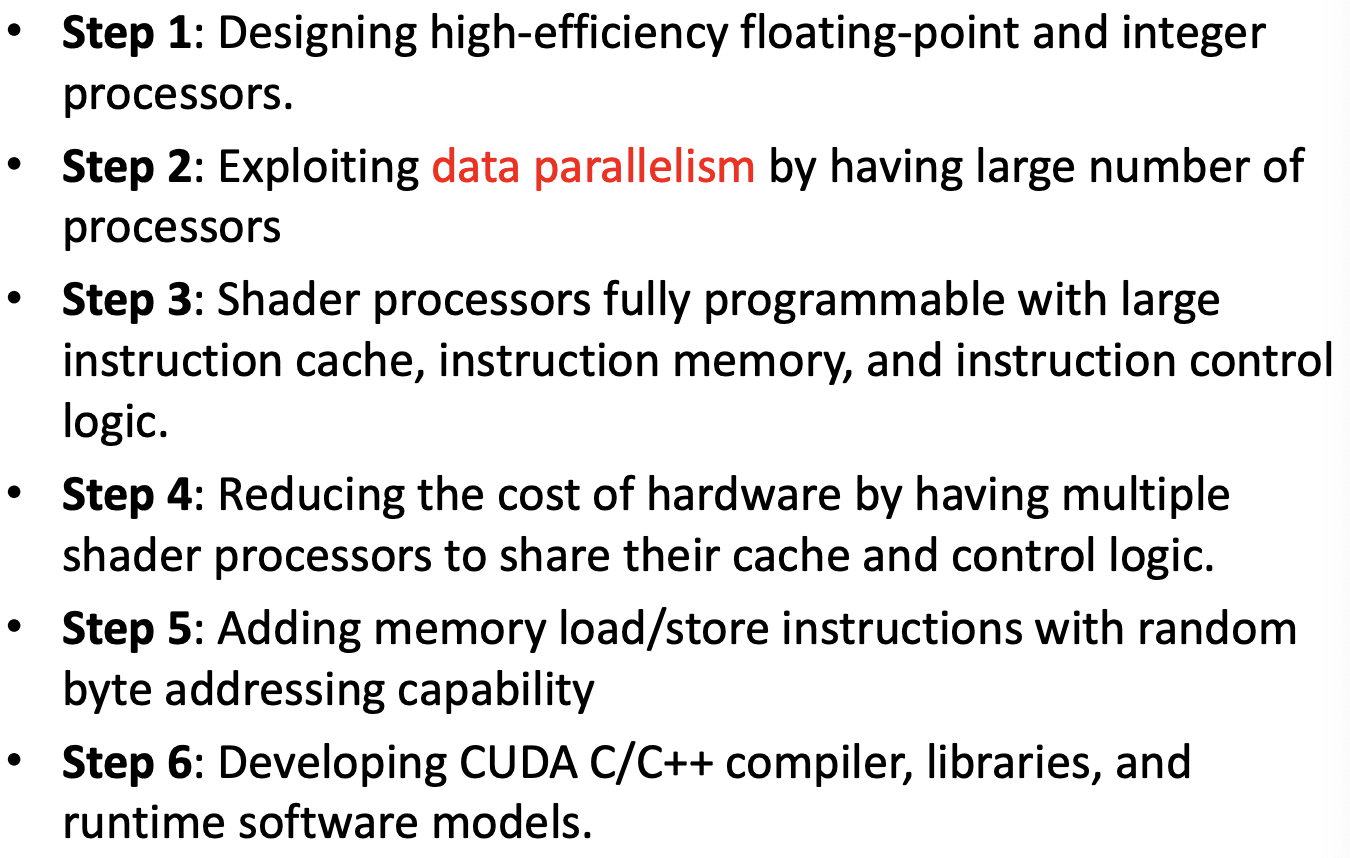 • Step 1: Designing high-efficiency floating-point and integer
processors.
• Step 2: Exploiting data parallelism by having large number of
processors
• Step 3: Shader processors fully programmable with large
instruction cache, instruction memory, and instruction control
logic.
• Step 4: Reducing the cost of hardware by having multiple
shader processors to share their cache and control logic.
• Step 5: Adding memory load/store instructions with random
byte addressing capability
• Step 6: Developing CUDA C/C++ compiler, libraries, and
runtime software models.